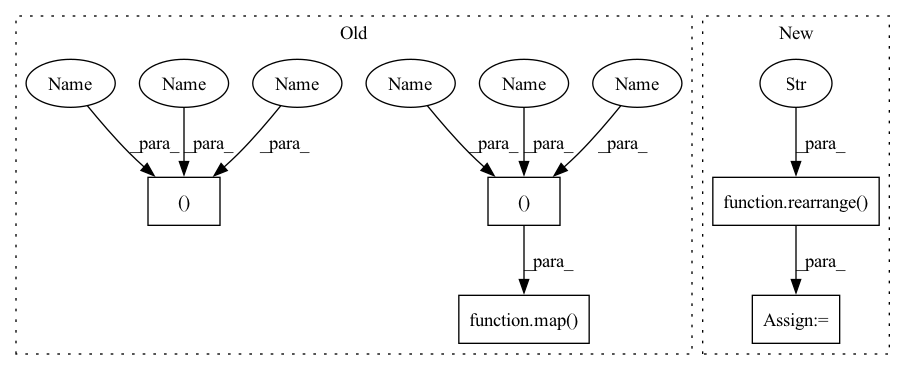 Old
New
Name Name Name Name Name Name Str
_para_ _para_ _para_ _para_ _para_ _para_ _para_
() () function.rearrange()
_para_ _para_
function.map() Assign:=